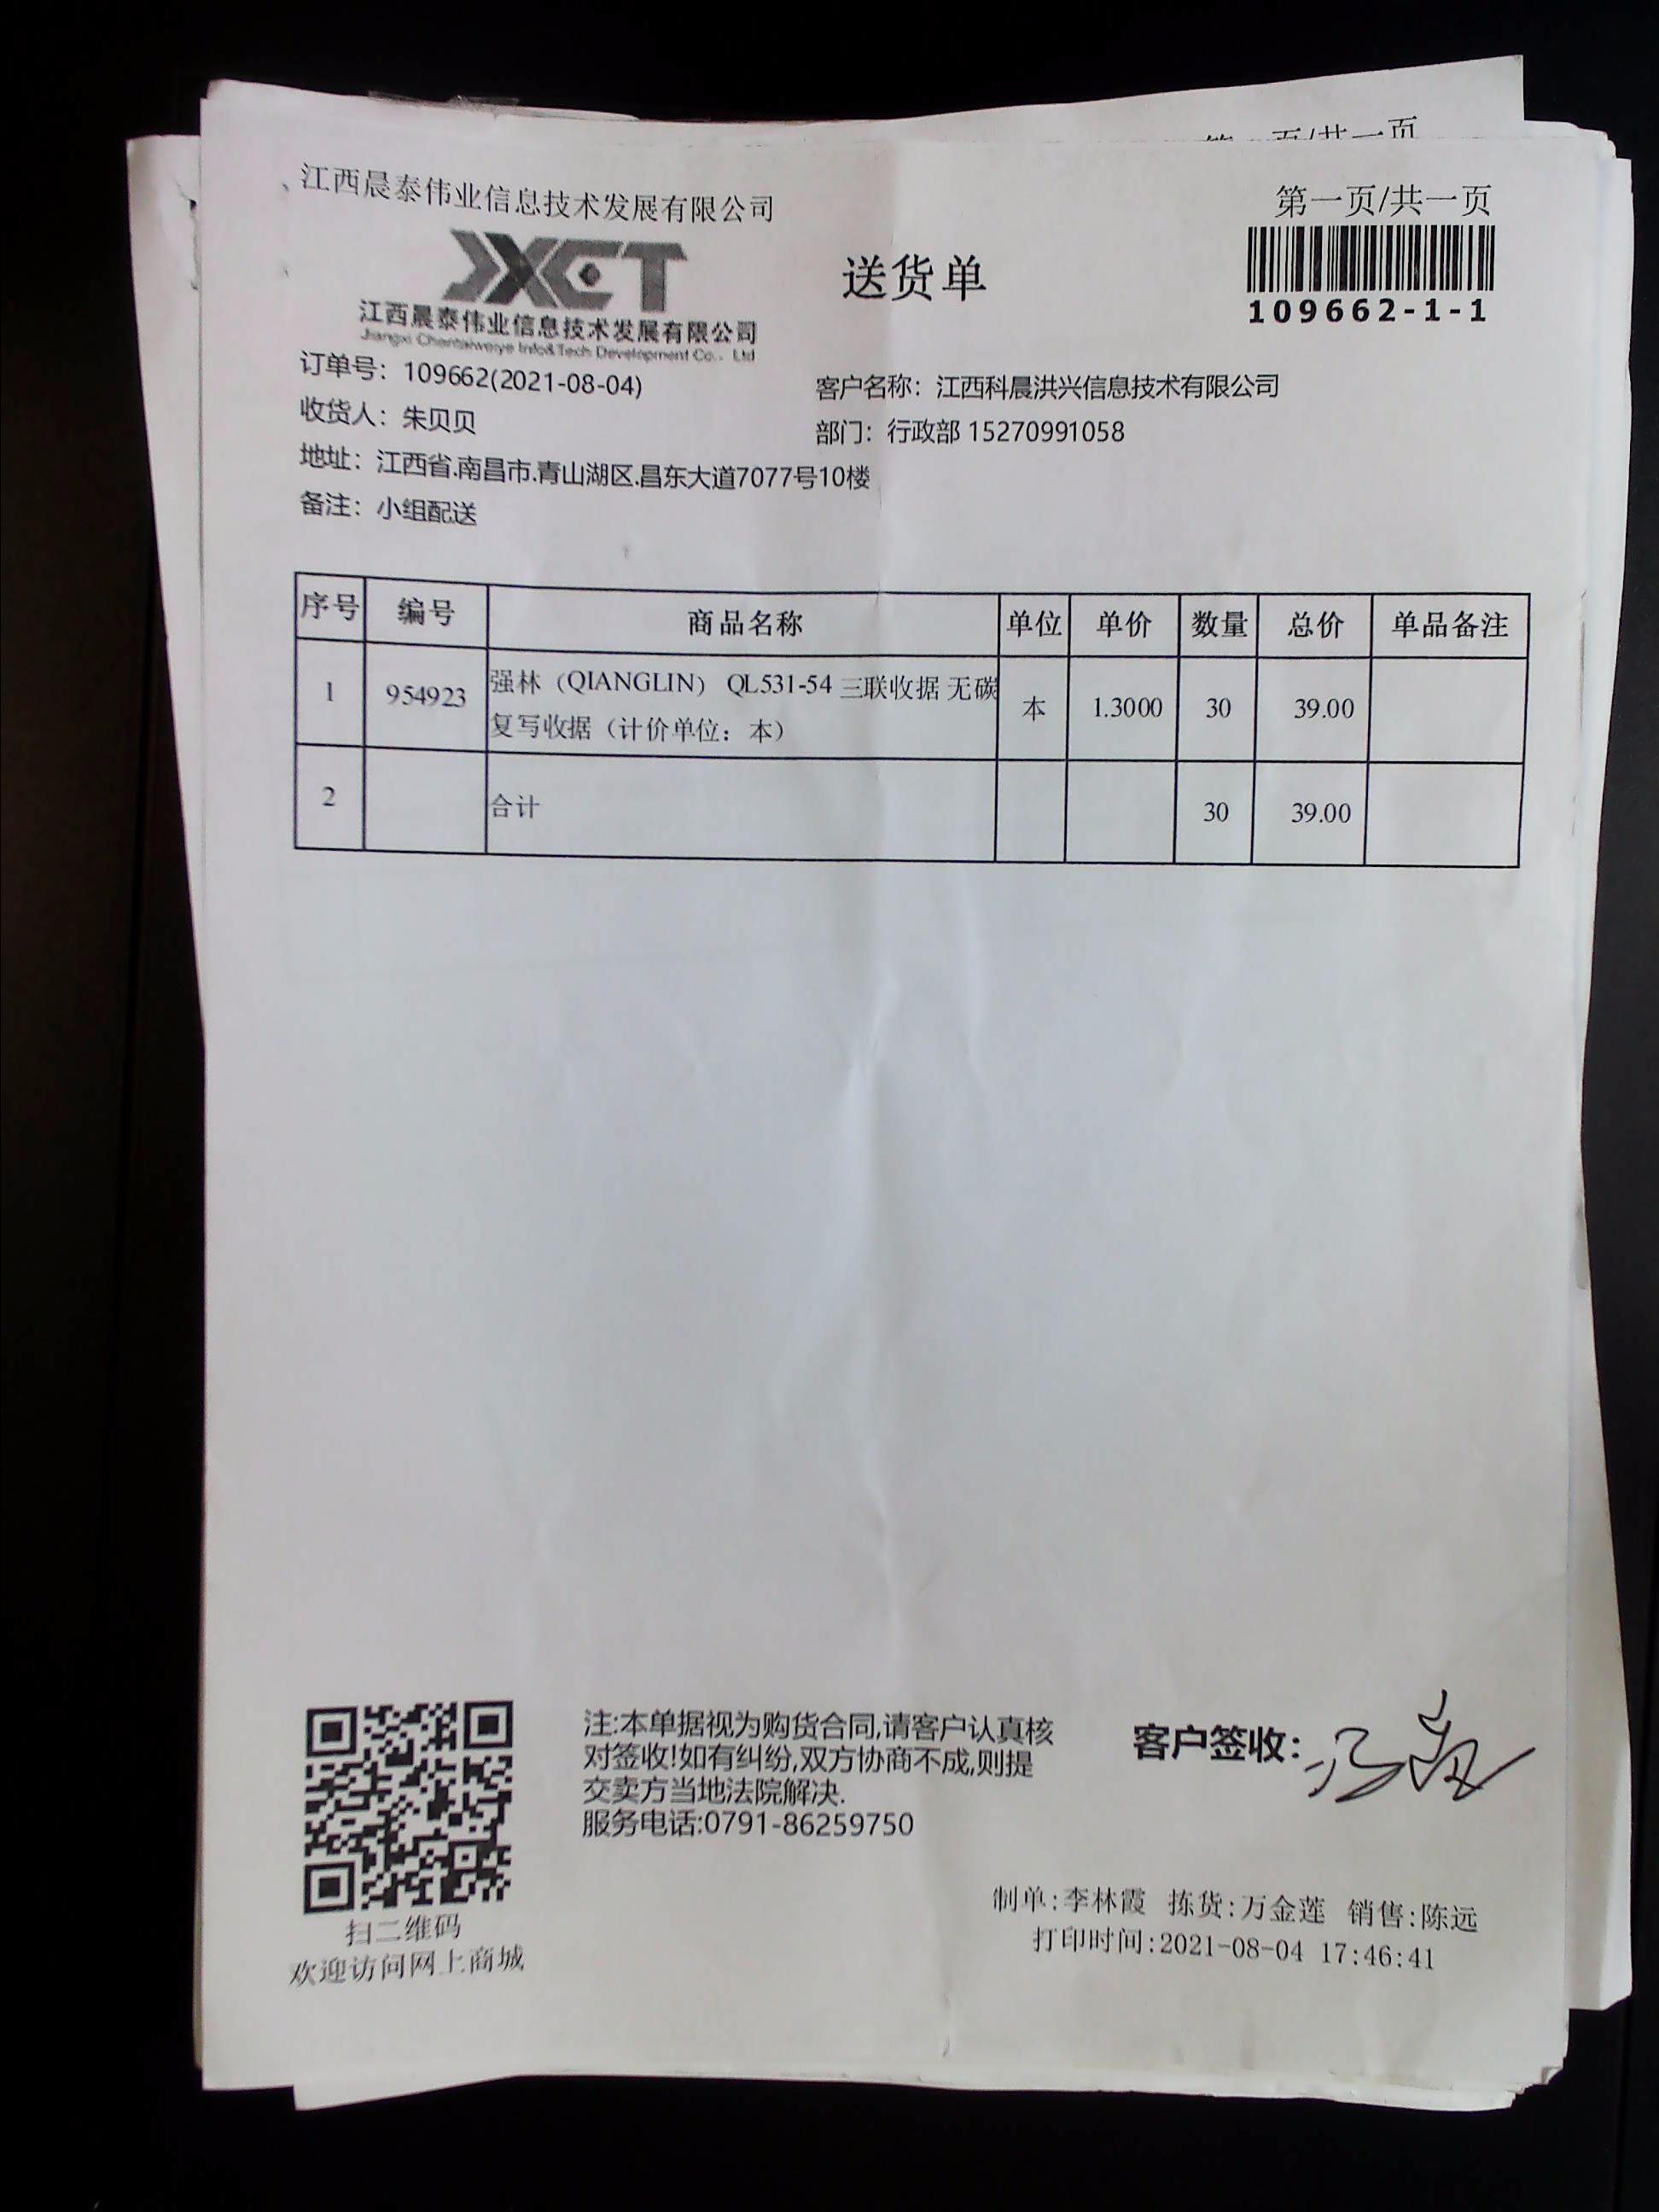 江西晨泰伟业信息技术发展有限公司
第一页/共一页
JXCT
江西晨泰伟业信息技术发展有限公司
Jiangxi Chentaiweiye Info&Tech Development Co., Ltd
送货单
109662-1-1
订单号: 109662(2021-08-04)
客户名称: 江西科晨洪兴信息技术有限公司
收货人: 朱贝贝
部门: 行政部 15270991058
地址: 江西省.南昌市.青山湖区.昌东大道7077号10楼
备注: 小组配送
序号 编号 商品名称 单位 单价 数量 总价 单品备注
1 954923 强林（QIANGLIN） QL531-54 三联收据 无碳
复写收据（计价单位：本） 本 1.3000 30 39.00
2 合计 30 39.00
注:本单据视为购货合同,请客户认真核
对签收!如有纠纷,双方协商不成,则提
交卖方当地法院解决.
服务电话:0791-86259750
客户签收:
扫二维码
欢迎访问网上商城
制单:李林霞 拣货:万金莲 销售:陈远
打印时间:2021-08-04 17:46:41